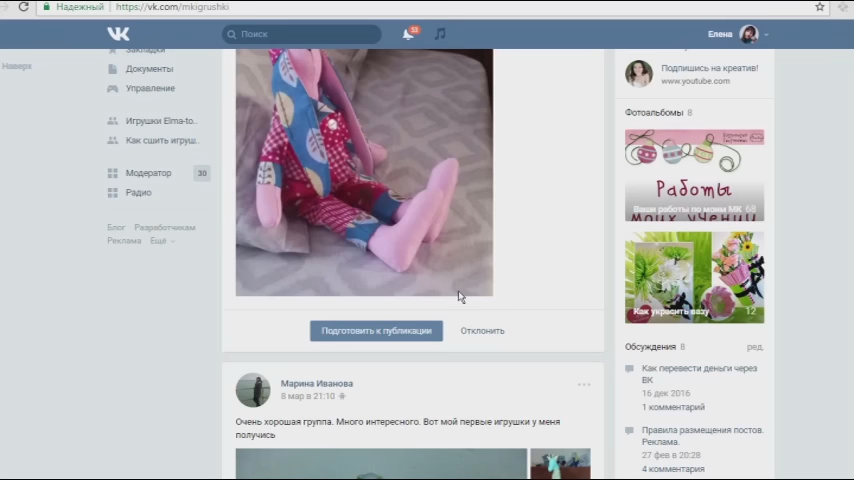 Надежный
https://vk.com/mkigrushki
Поиск
33
Елена
Наверх
Закладки
Документы
Управление
Игрушки Elma-to..
Как сшить игруш..
Модератор 30
Радио
Блог Разработчикам
Реклама Ещё
Подготовить к публикации
Отклонить
Марина Иванова
8 мар в 21:10
Очень хорошая группа. Много интересного. Вот мой первые игрушки у меня
получись
Подпишись на креатив!
www.youtube.com
Фотоальбомы 8
Работы
Ваши работы по моим МК 68
моих учениц
Как украсить вазу 12
Обсуждения 8 ред.
Как перевести деньги через
ВК
16 дек 2016
1 комментарий
Правила размещения постов.
Реклама.
27 фев в 20:28
4 комментария